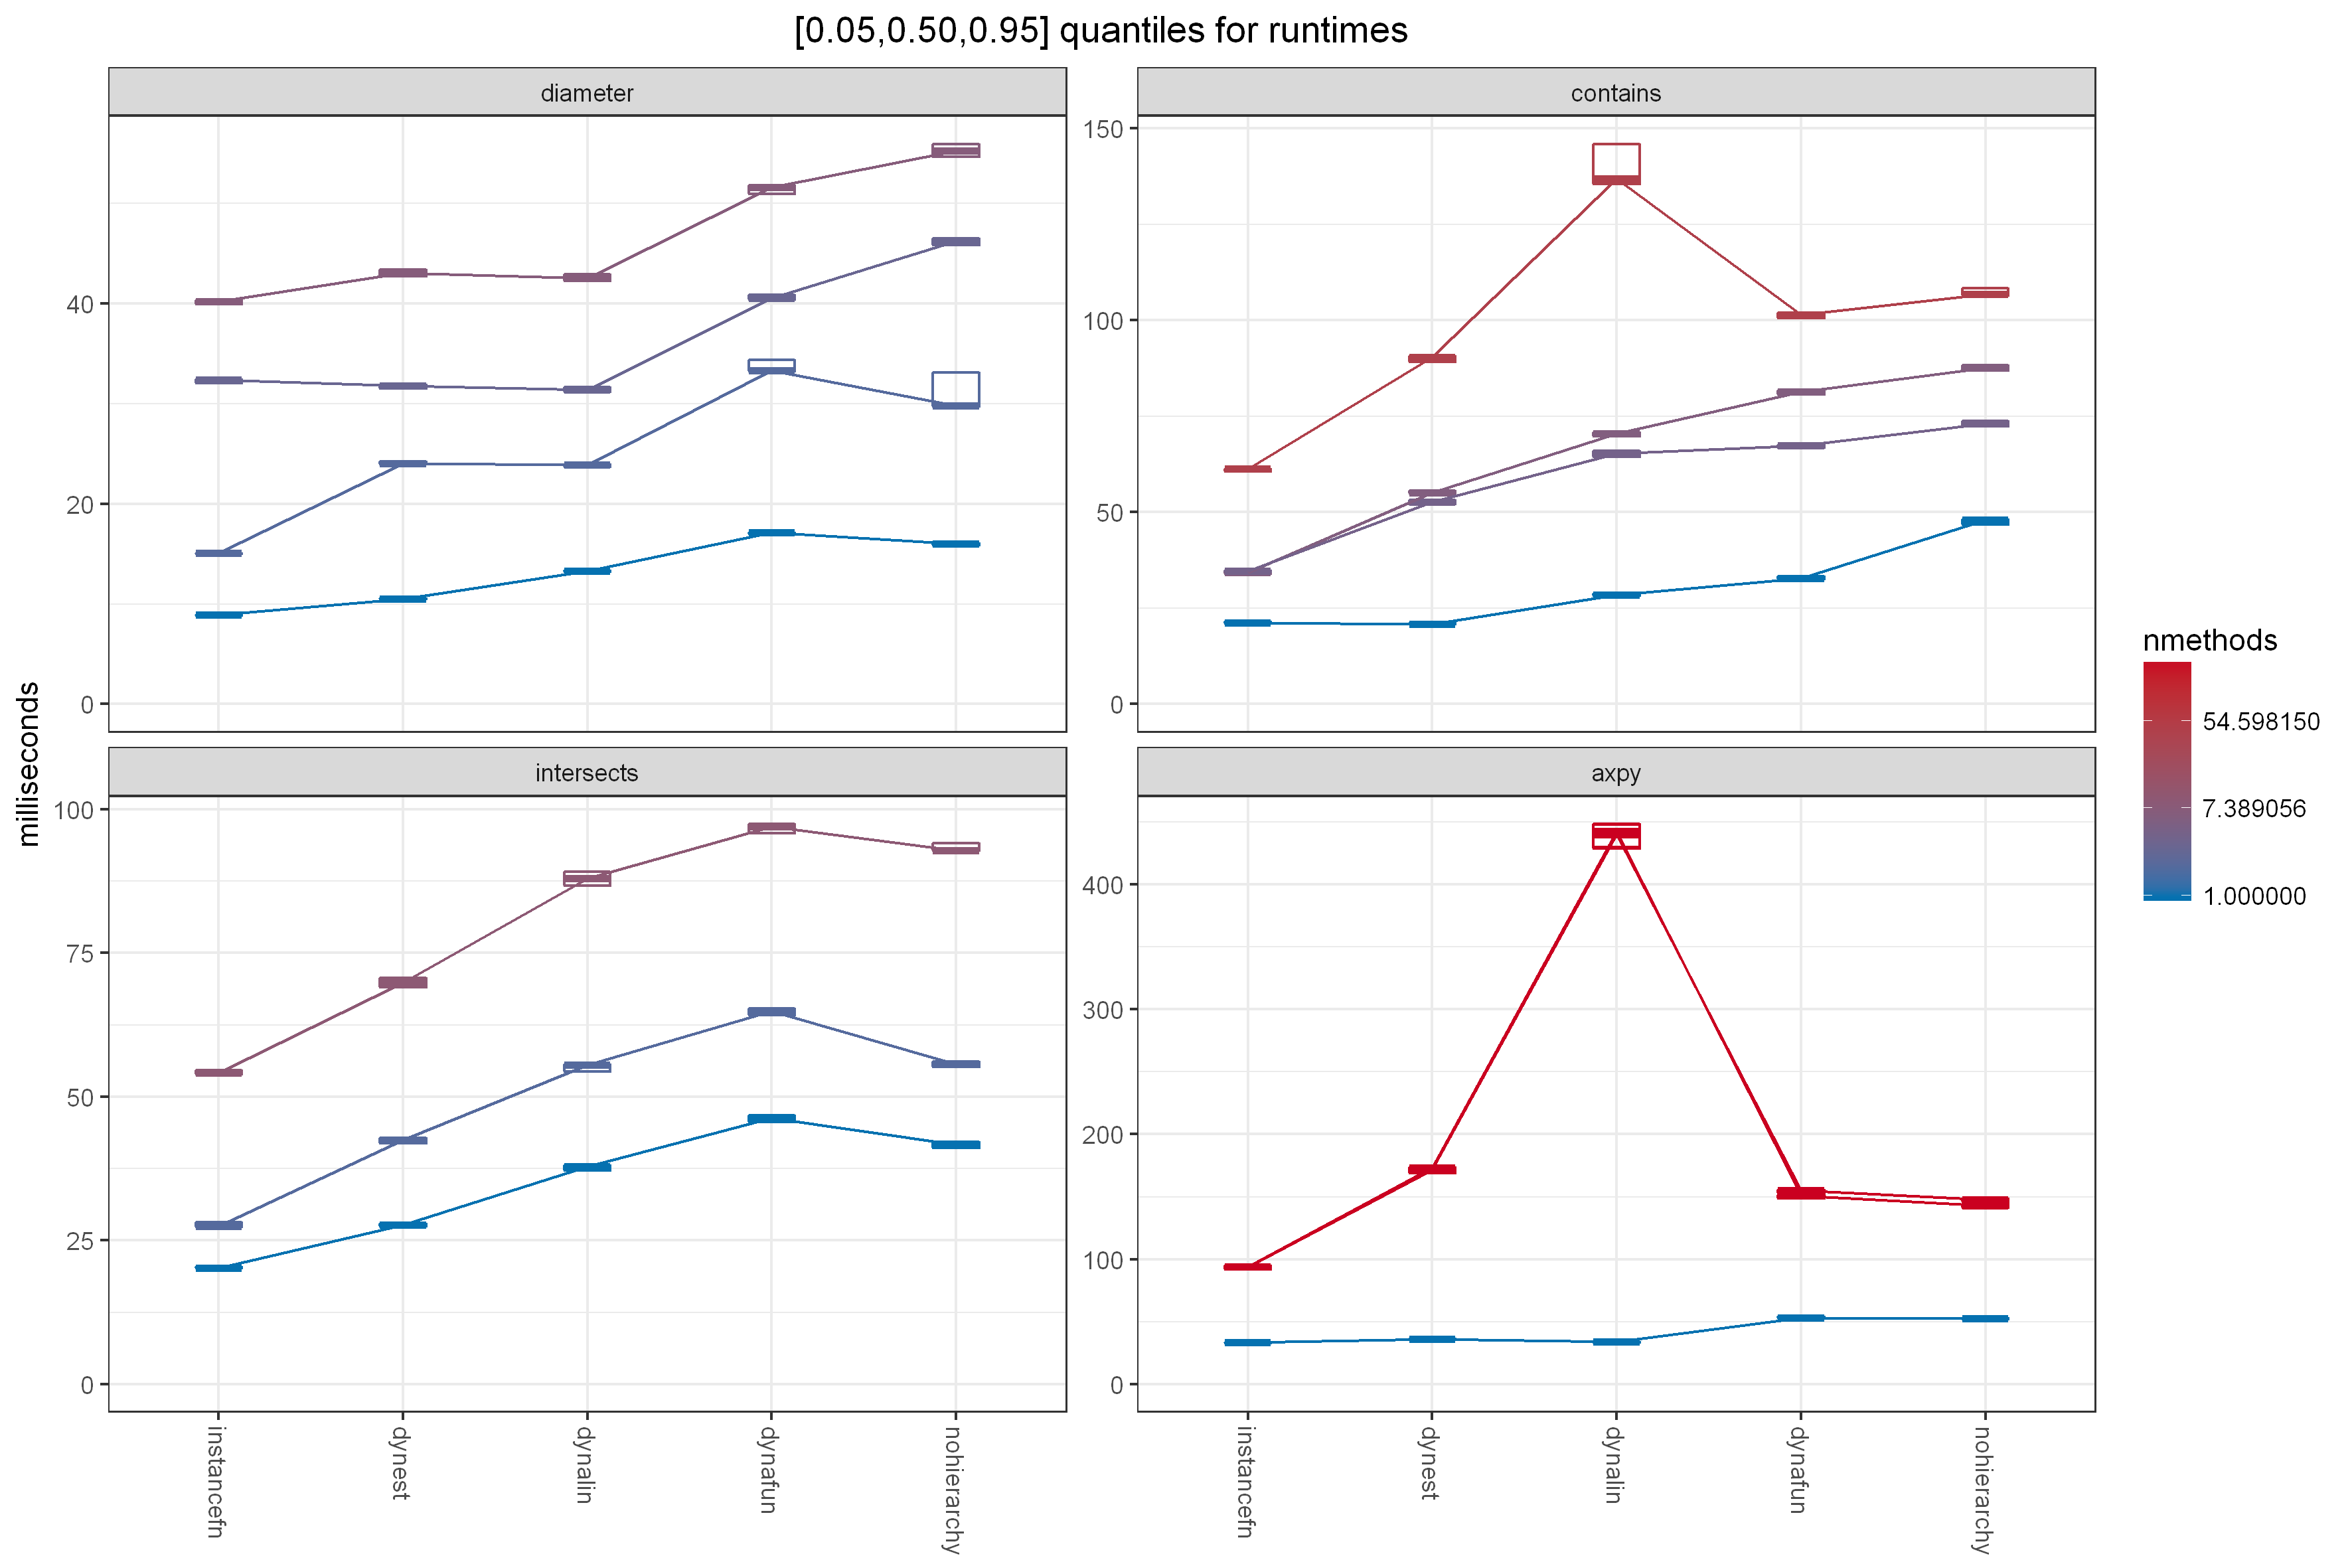 [0.05,0.50,0.95] quantiles for runtimes
diameter
contains
40
20
0
150
100
50
0
milliseconds
intersects
axpy
100
75
50
25
0
400
300
200
100
0
instancefn
dynest
dynalin
dynafun
nohierarchy
instancefn
dynest
dynalin
dynafun
nohierarchy
nmethods
54.598150
7.389056
1.000000